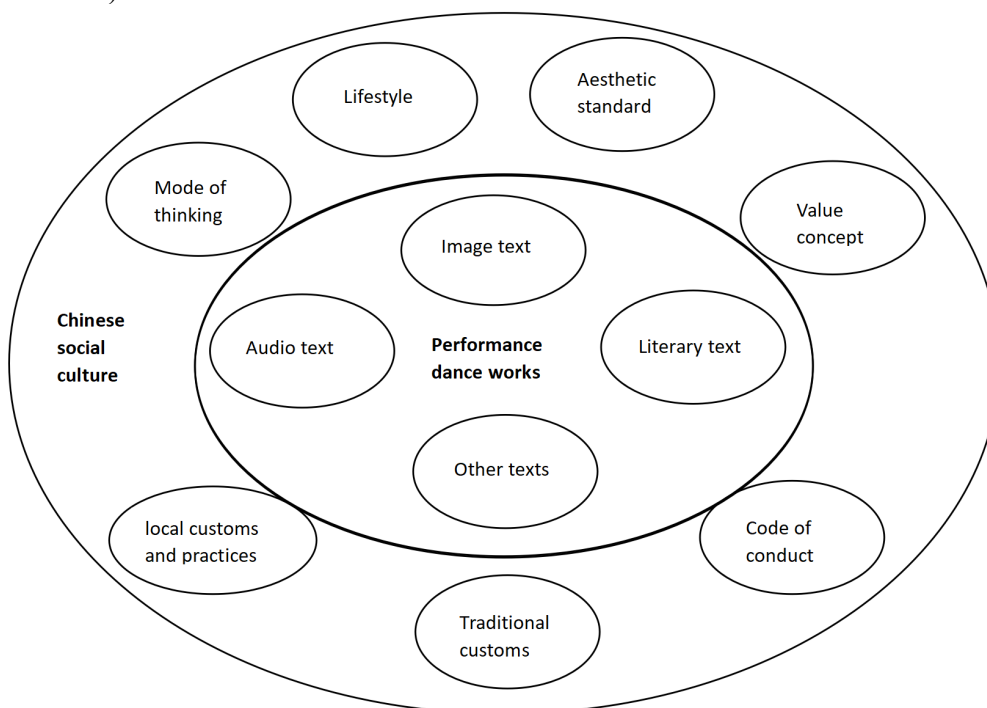 Lifestyle
Aesthetic
standard
Mode of
thinking
Value
concept
Image text
Chinese
social
culture
Audio text
Performance
dance works
Literary text
Other texts
local customs
and practices
Code of
conduct
Traditional
customs